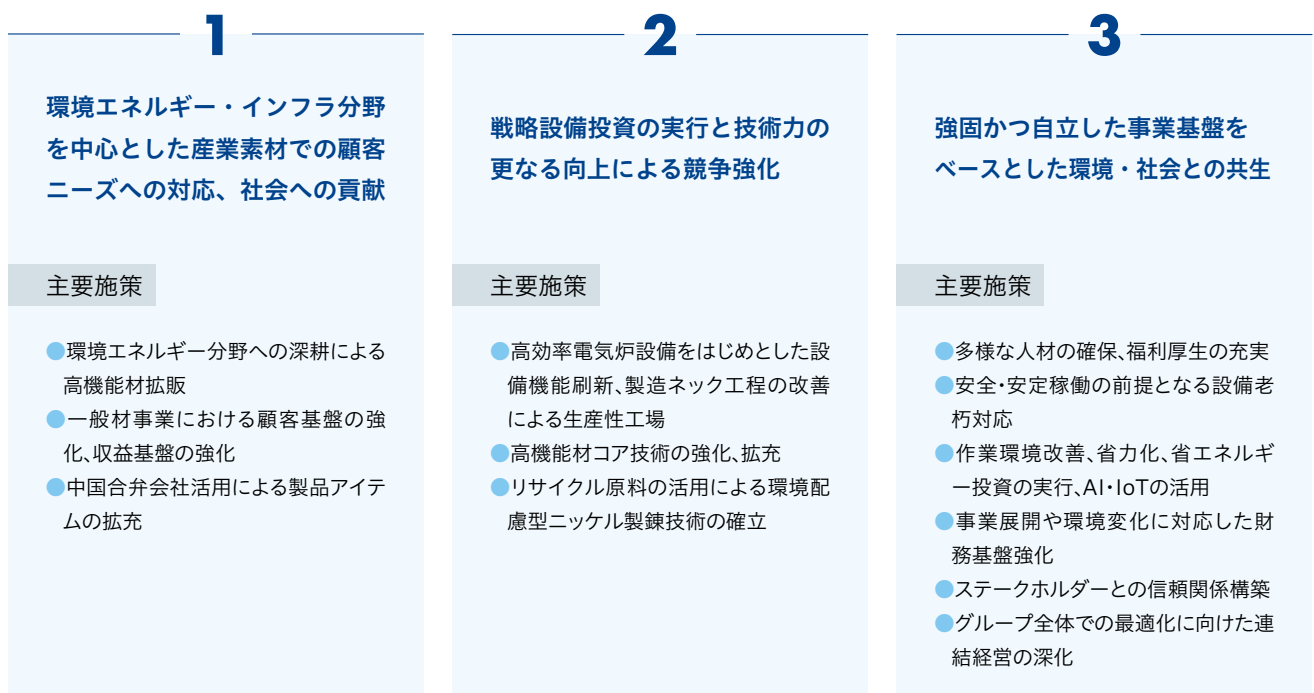 1
環境エネルギー・インフラ分野
を中心とした産業素材での顧客
ニーズへの対応、社会への貢献
主要施策
●環境エネルギー分野への深耕による
高機能材拡販
●一般材事業における顧客基盤の強
化、収益基盤の強化
●中国合弁会社活用による製品アイテ
ムの拡充
2
戦略設備投資の実行と技術力の
更なる向上による競争強化
主要施策
●高効率電気炉設備をはじめとした設
備機能刷新、製造ネック工程の改善
による生産性工場
●高機能材コア技術の強化、拡充
●リサイクル原料の活用による環境配
慮型ニッケル製錬技術の確立
3
強固かつ自立した事業基盤を
ベースとした環境・社会との共生
主要施策
●多様な人材の確保、福利厚生の充実
●安全・安定稼働の前提となる設備老
朽対応
●作業環境改善、省力化、省エネルギ
ー投資の実行、AI・IoTの活用
●事業展開や環境変化に対応した財
務基盤強化
●ステークホルダーとの信頼関係構築
●グループ全体での最適化に向けた連
結経営の深化